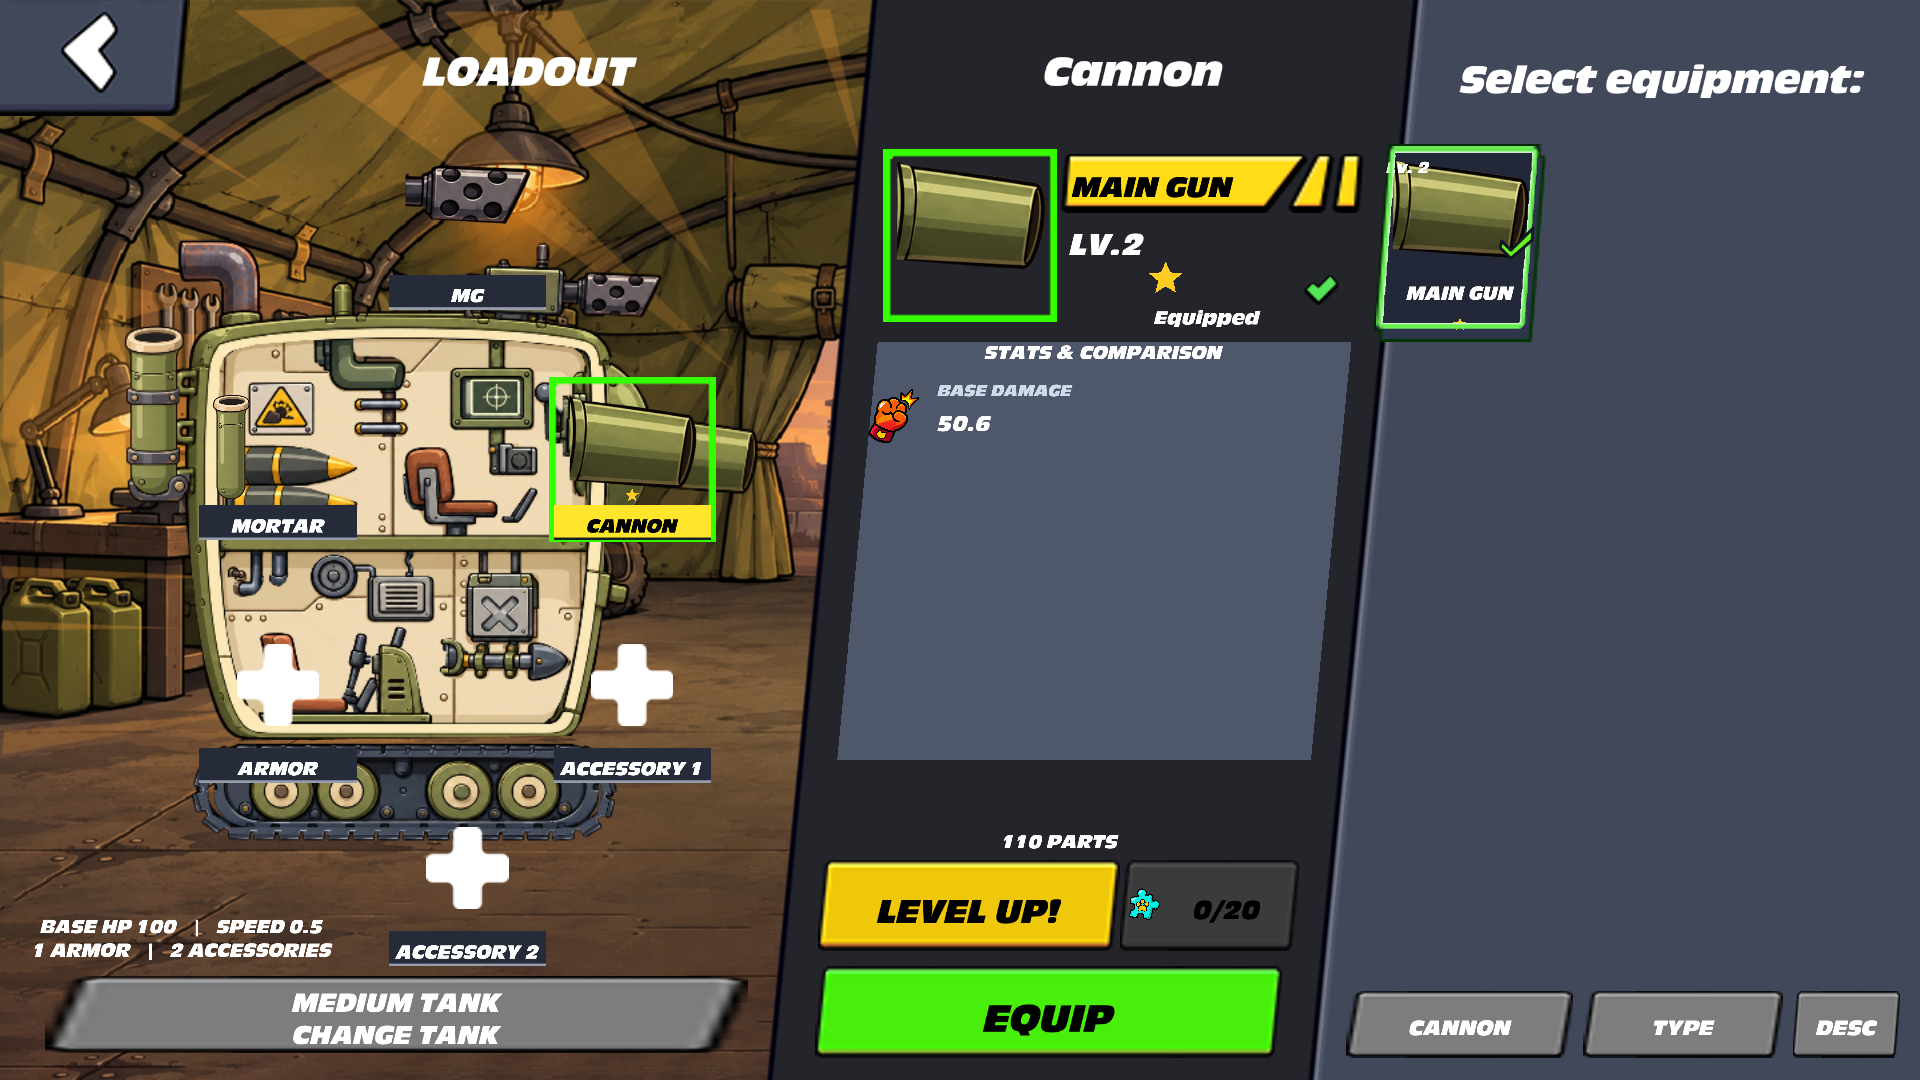 LOADOUT
MG
MORTAR
CANNON
ARMOR
ACCESSORY 1
ACCESSORY 2
BASE HP 100 | SPEED 0.5
1 ARMOR | 2 ACCESSORIES
MEDIUM TANK
CHANGE TANK
Cannon
MAIN GUN
LV.2
Equipped
STATS & COMPARISON
BASE DAMAGE
50.6
110 PARTS
LEVEL UP!
0/20
EQUIP
Select equipment:
Lv. 2
MAIN GUN
CANNON
TYPE
DESC